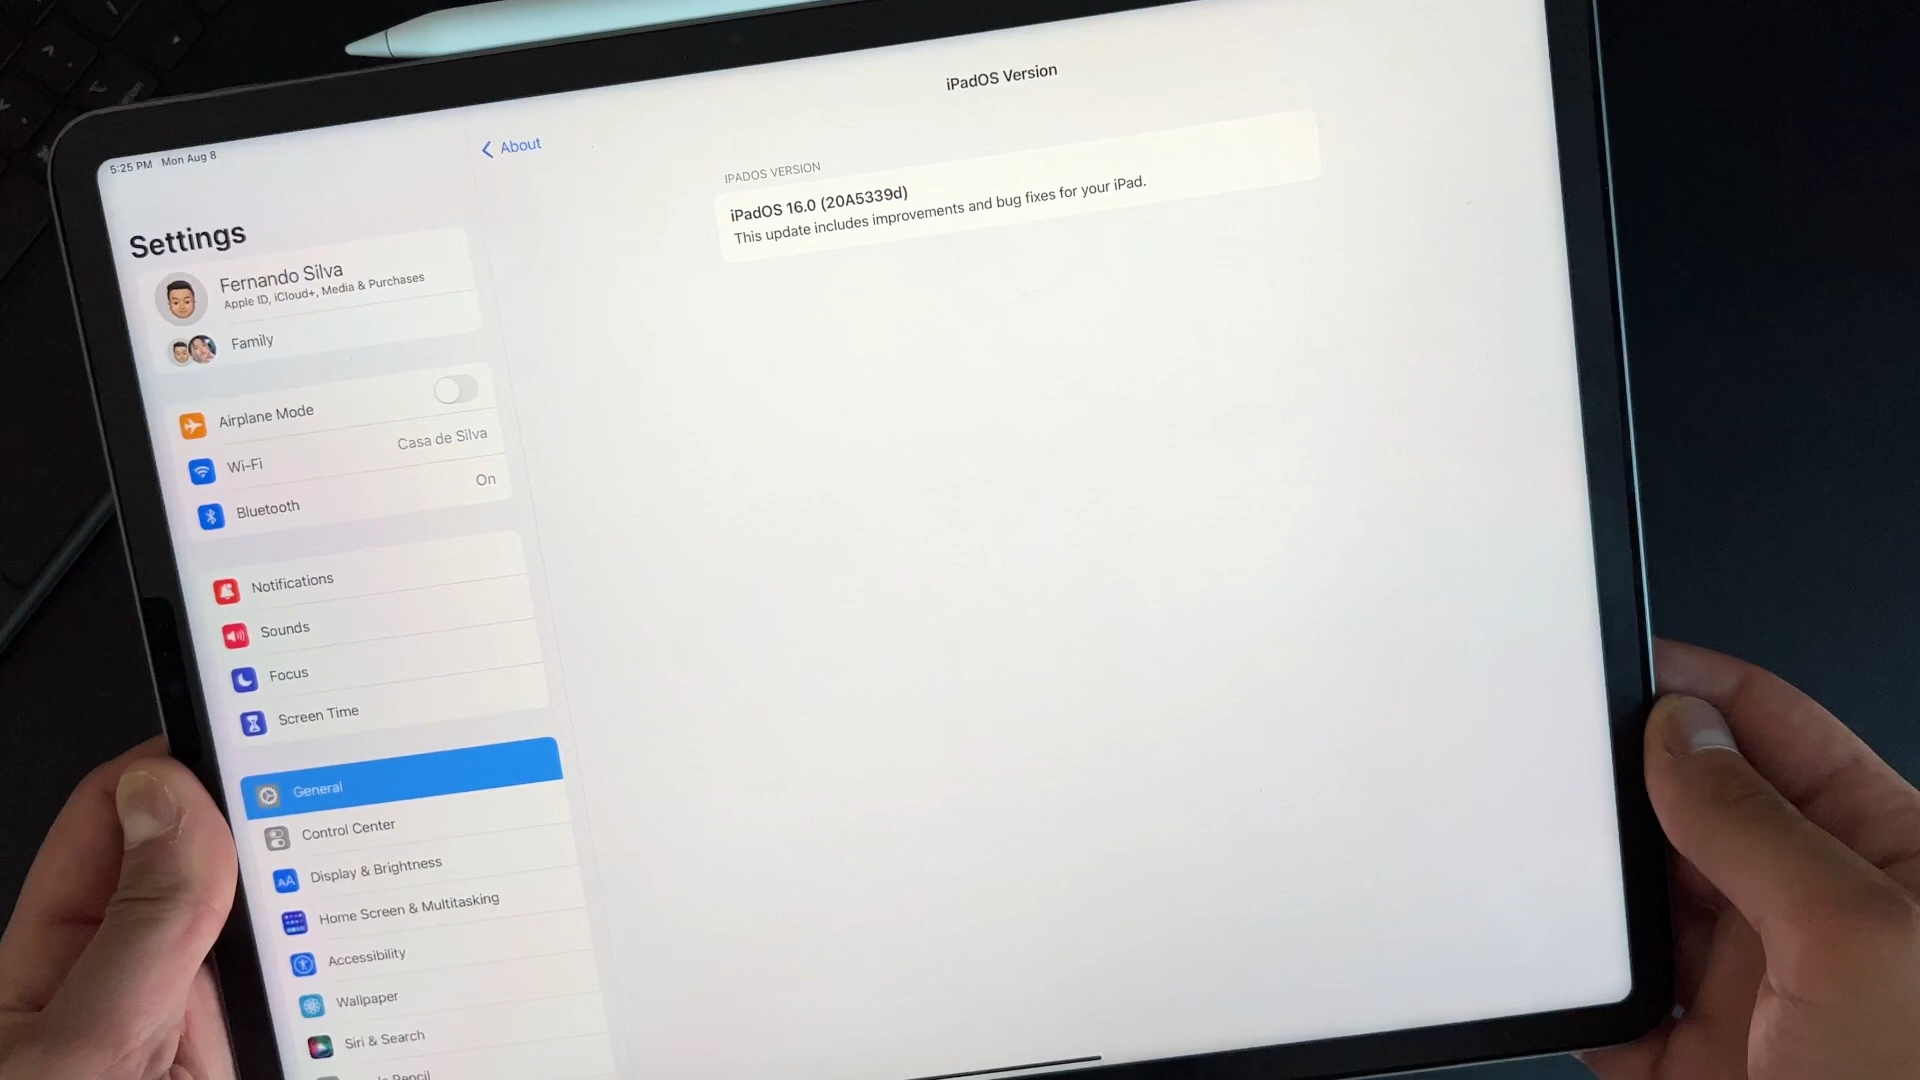 iPadOS Version
5:25 PM Mon Aug 8
About
Settings
IPADOS VERSION
iPadOS 16.0 (20A5339d)
This update includes improvements and bug fixes for your iPad.
Fernando Silva
Apple ID, iCloud+, Media & Purchases
Family
Airplane Mode
Wi-Fi Casa de Silva
Bluetooth On
Notifications
Sounds
Focus
Screen Time
General
Control Center
AA Display & Brightness
Home Screen & Multitasking
Accessibility
Wallpaper
Siri & Search
Pencil